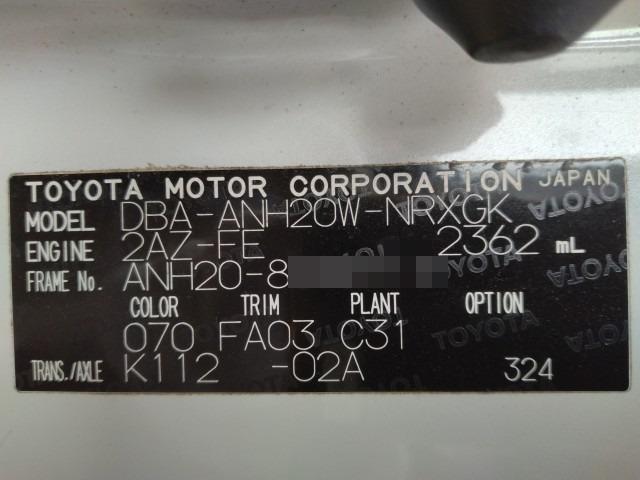 TOYOTA MOTOR CORPORATION JAPAN
MODEL DBA-ANH20W-NRXGK
ENGINE 2AZ-FE 2362 mL
FRAME No. ANH20-8
COLOR TRIM PLANT OPTION
070 FA03 C31
TRANS./AXLE K112 -02A 324